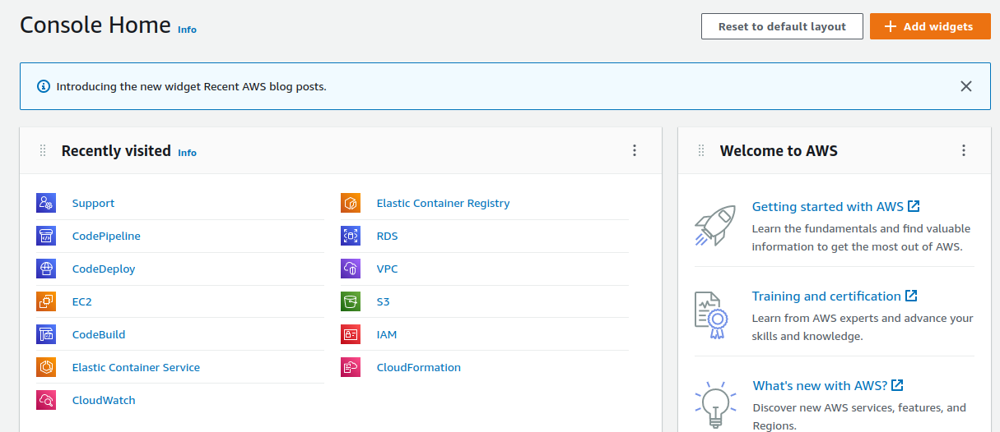 Console Home Info
Reset to default layout
Add widgets
Introducing the new widget Recent AWS blog posts.
Recently visited Info
Support
CodePipeline
CodeDeploy
EC2
CodeBuild
Elastic Container Service
CloudWatch
Elastic Container Registry
RDS
VPC
S3
IAM
CloudFormation
Welcome to AWS
Getting started with AWS
Learn the fundamentals and find valuable
information to get the most out of AWS.
Training and certification
Learn from AWS experts and advance your
skills and knowledge.
What's new with AWS?
Discover new AWS services, features, and
Regions.